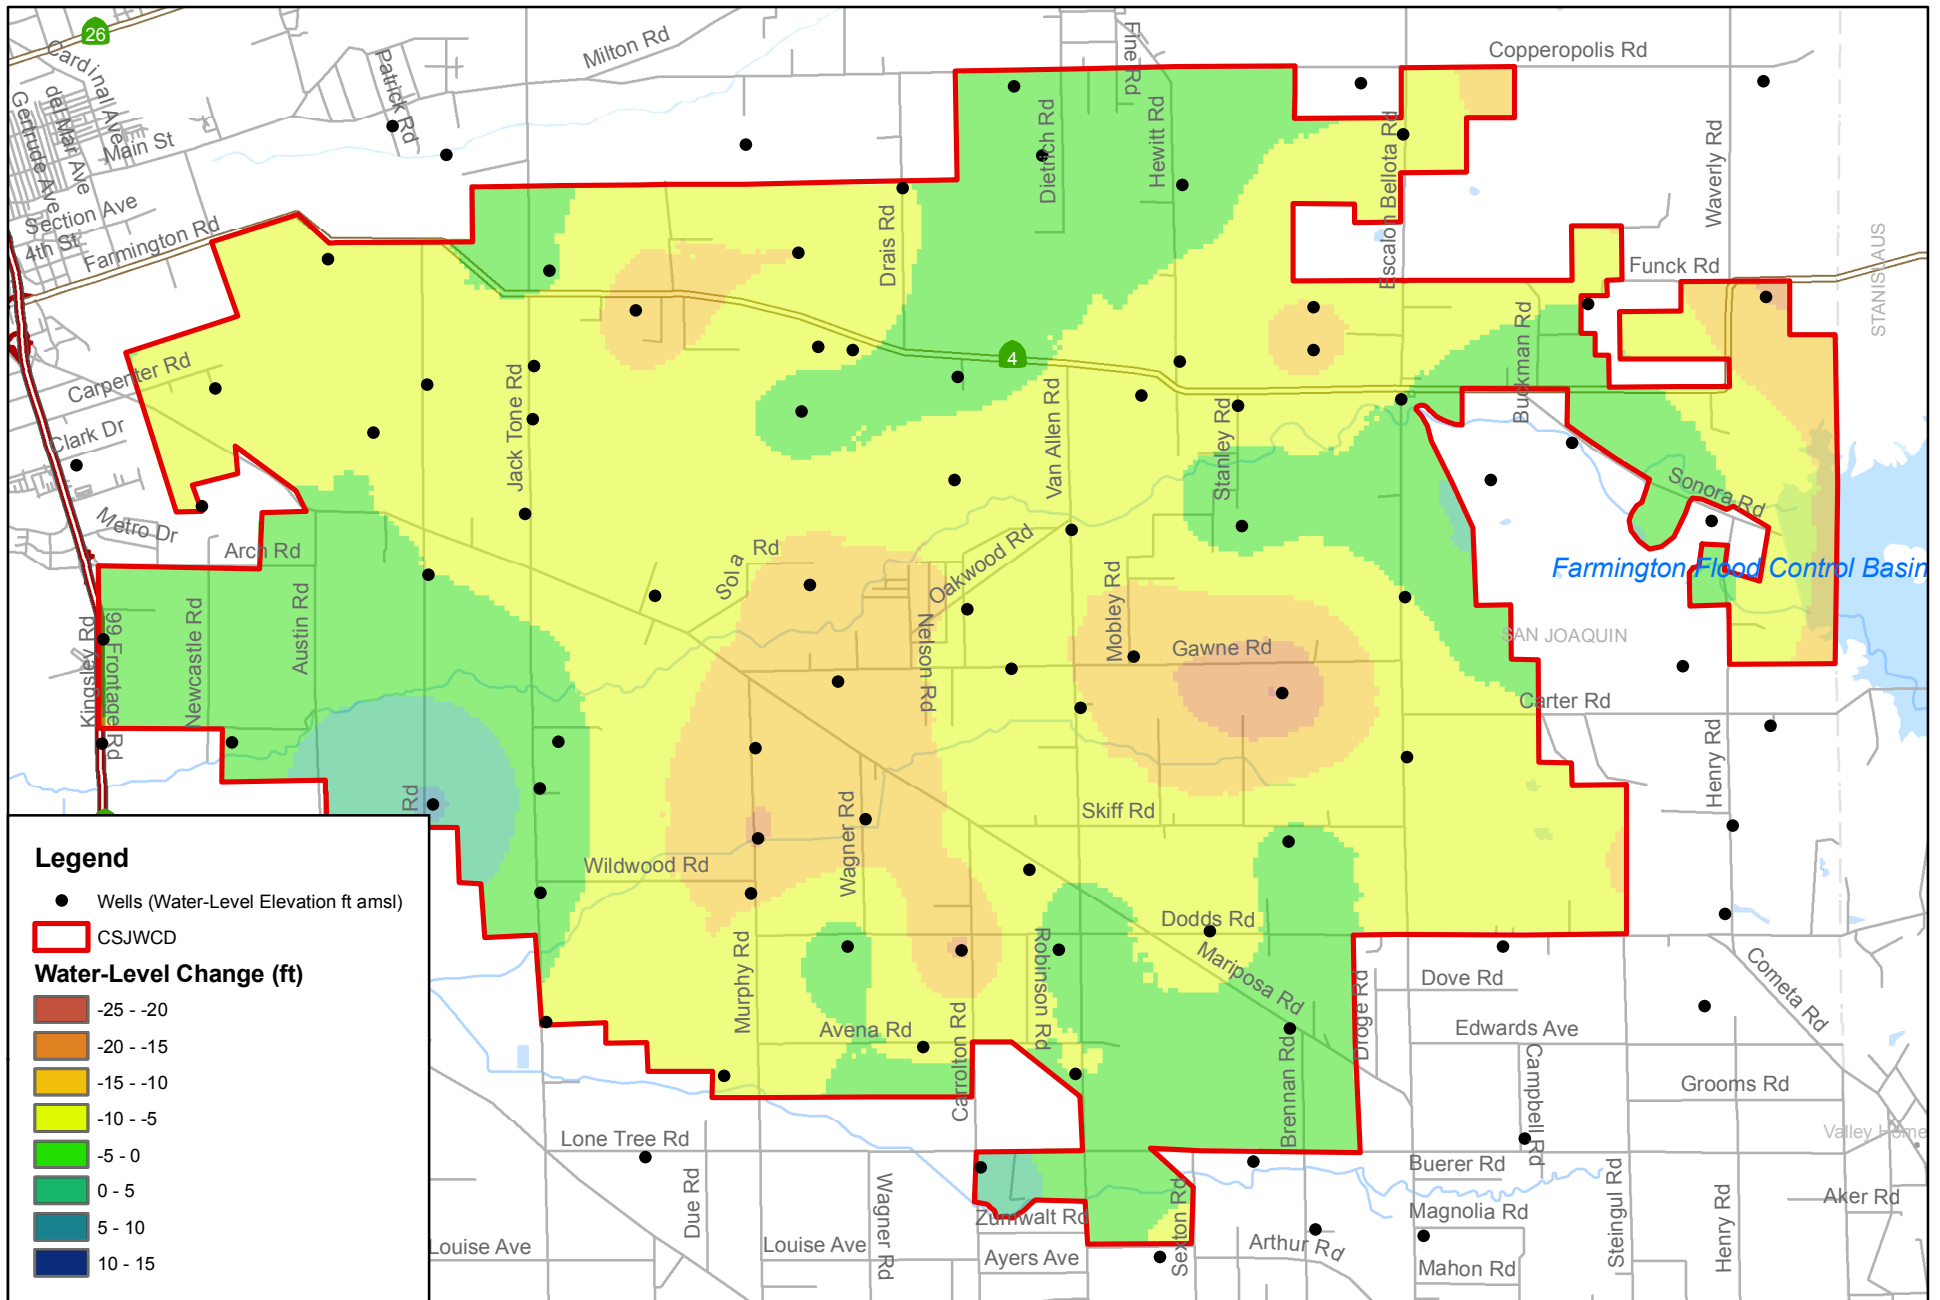 26
Cardinal Ave
del Mar Ave
Gertrude Ave
Main St
Section Ave
4th St
Farmington Rd
Patrick Rd
Milton Rd
Fine Rd
Copperopolis Rd
Dietrich Rd
Hewitt Rd
Escalon Bellota Rd
Waverly Rd
Drais Rd
Funck Rd
STANISLAUS
Buckman Rd
4
Carpenter Rd
Clark Dr
Jack Tone Rd
Van Allen Rd
Stanley Rd
Sonora Rd
Metro Dr
Arch Rd
Sola Rd
Oakwood Rd
Mobley Rd
Farmington Flood Control Basin
Kingsley Rd
99 Frontage Rd
Newcastle Rd
Austin Rd
Nelson Rd
Gawne Rd
SAN JOAQUIN
Carter Rd
Henry Rd
Rd
Skiff Rd
Wagner Rd
Wildwood Rd
Dodds Rd
Mariposa Rd
Robinson Rd
Murphy Rd
Avena Rd
Carrolton Rd
Brennan Rd
Droge Rd
Dove Rd
Cometa Rd
Edwards Ave
Campbell Rd
Grooms Rd
Valley Home
Lone Tree Rd
Due Rd
Wagner Rd
Buerer Rd
Aker Rd
Steingul Rd
Henry Rd
Magnolia Rd
Zumwalt Rd
Sexton Rd
Louise Ave
Louise Ave
Ayers Ave
Arthur Rd
Mahon Rd
Legend
Wells (Water-Level Elevation ft amsl)
CSJWCD
Water-Level Change (ft)
-25 - -20
-20 - -15
-15 - -10
-10 - -5
-5 - 0
0 - 5
5 - 10
10 - 15